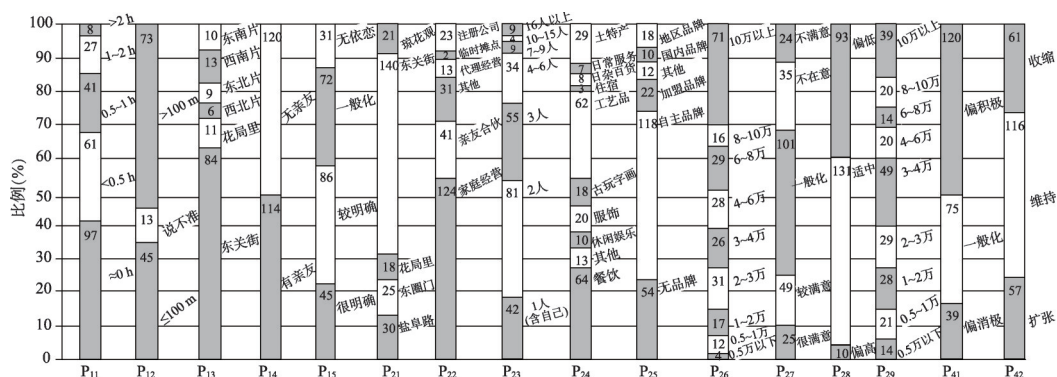 比例(%)
100
90
80
70
60
50
40
30
20
10
0
8
>2 h
27
1~2 h
41
0.5~1 h
61
<0.5 h
97
≈0 h
P11
73
>100 m
13
说不准
45
≤100 m
P12
10
东南片
13
西南片
9
东北片
6
西北片
11
花局里
84
东关街
P13
120
无亲友
114
有亲友
P14
31
无依恋
72
一般化
86
较明确
45
很明确
P15
21
琼花观
140
东关街
18
花局里
25
东圈门
30
盐阜路
P21
23
注册公司
2
临时摊点
13
代理经营
31
其他
41
亲友合伙
124
家庭经营
P22
9
16人以上
4
10~15人
9
7~9人
34
4~6人
55
3人
81
2人
42
1人
(含自己)
P23
29
土特产
7
日常服务
8
日杂百货
3
住宿
62
工艺品
18
古玩字画
20
服饰
10
休闲娱乐
13
其他
64
餐饮
P24
18
地区品牌
10
国内品牌
12
其他
22
加盟品牌
118
自主品牌
54
无品牌
P25
71
10万以上
16
8~10万
29
6~8万
28
4~6万
26
3~4万
31
2~3万
17
1~2万
12
0.5~1万
4
0.5万以下
P26
24
不满意
35
不在意
101
一般化
49
较满意
25
很满意
P27
93
偏低
131
适中
10
偏高
P28
39
10万以上
20
8~10万
14
6~8万
20
4~6万
49
3~4万
29
2~3万
28
1~2万
21
0.5~1万
14
0.5万以下
P29
120
偏积极
75
一般化
39
偏消极
P41
61
收缩
116
维持
57
扩张
P42